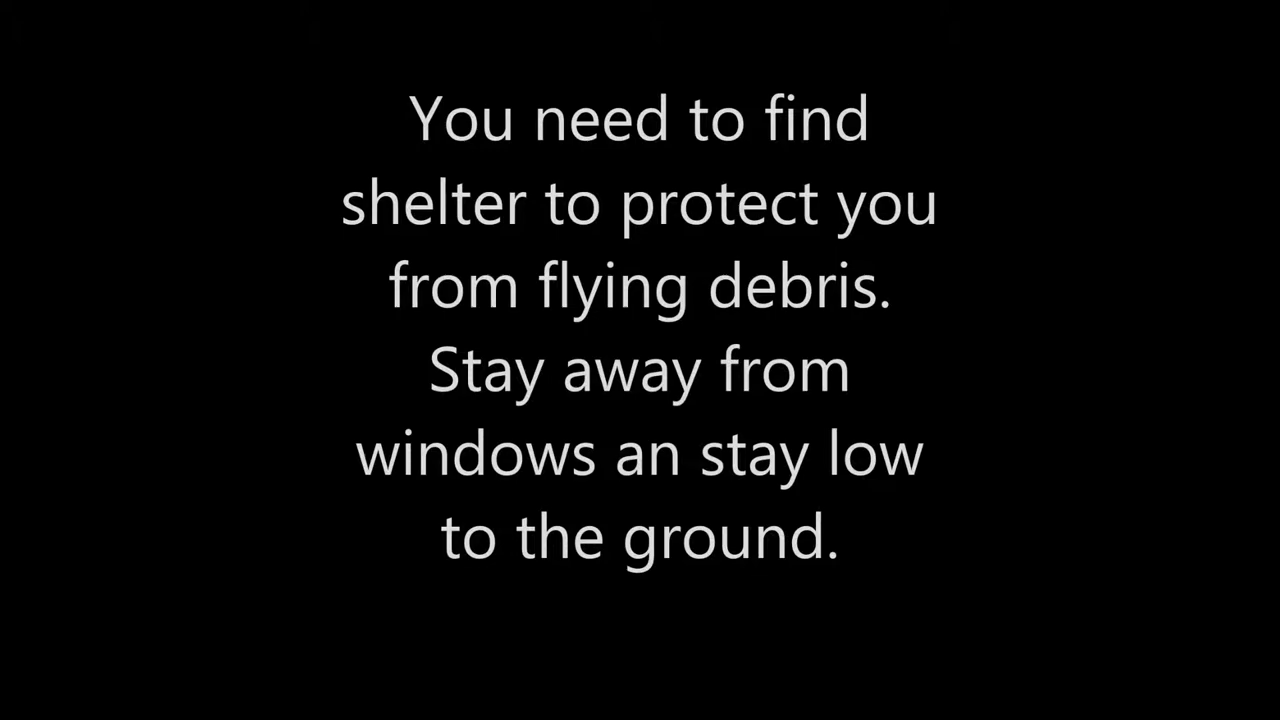 You need to find
shelter to protect you
from flying debris.
Stay away from
windows an stay low
to the ground.